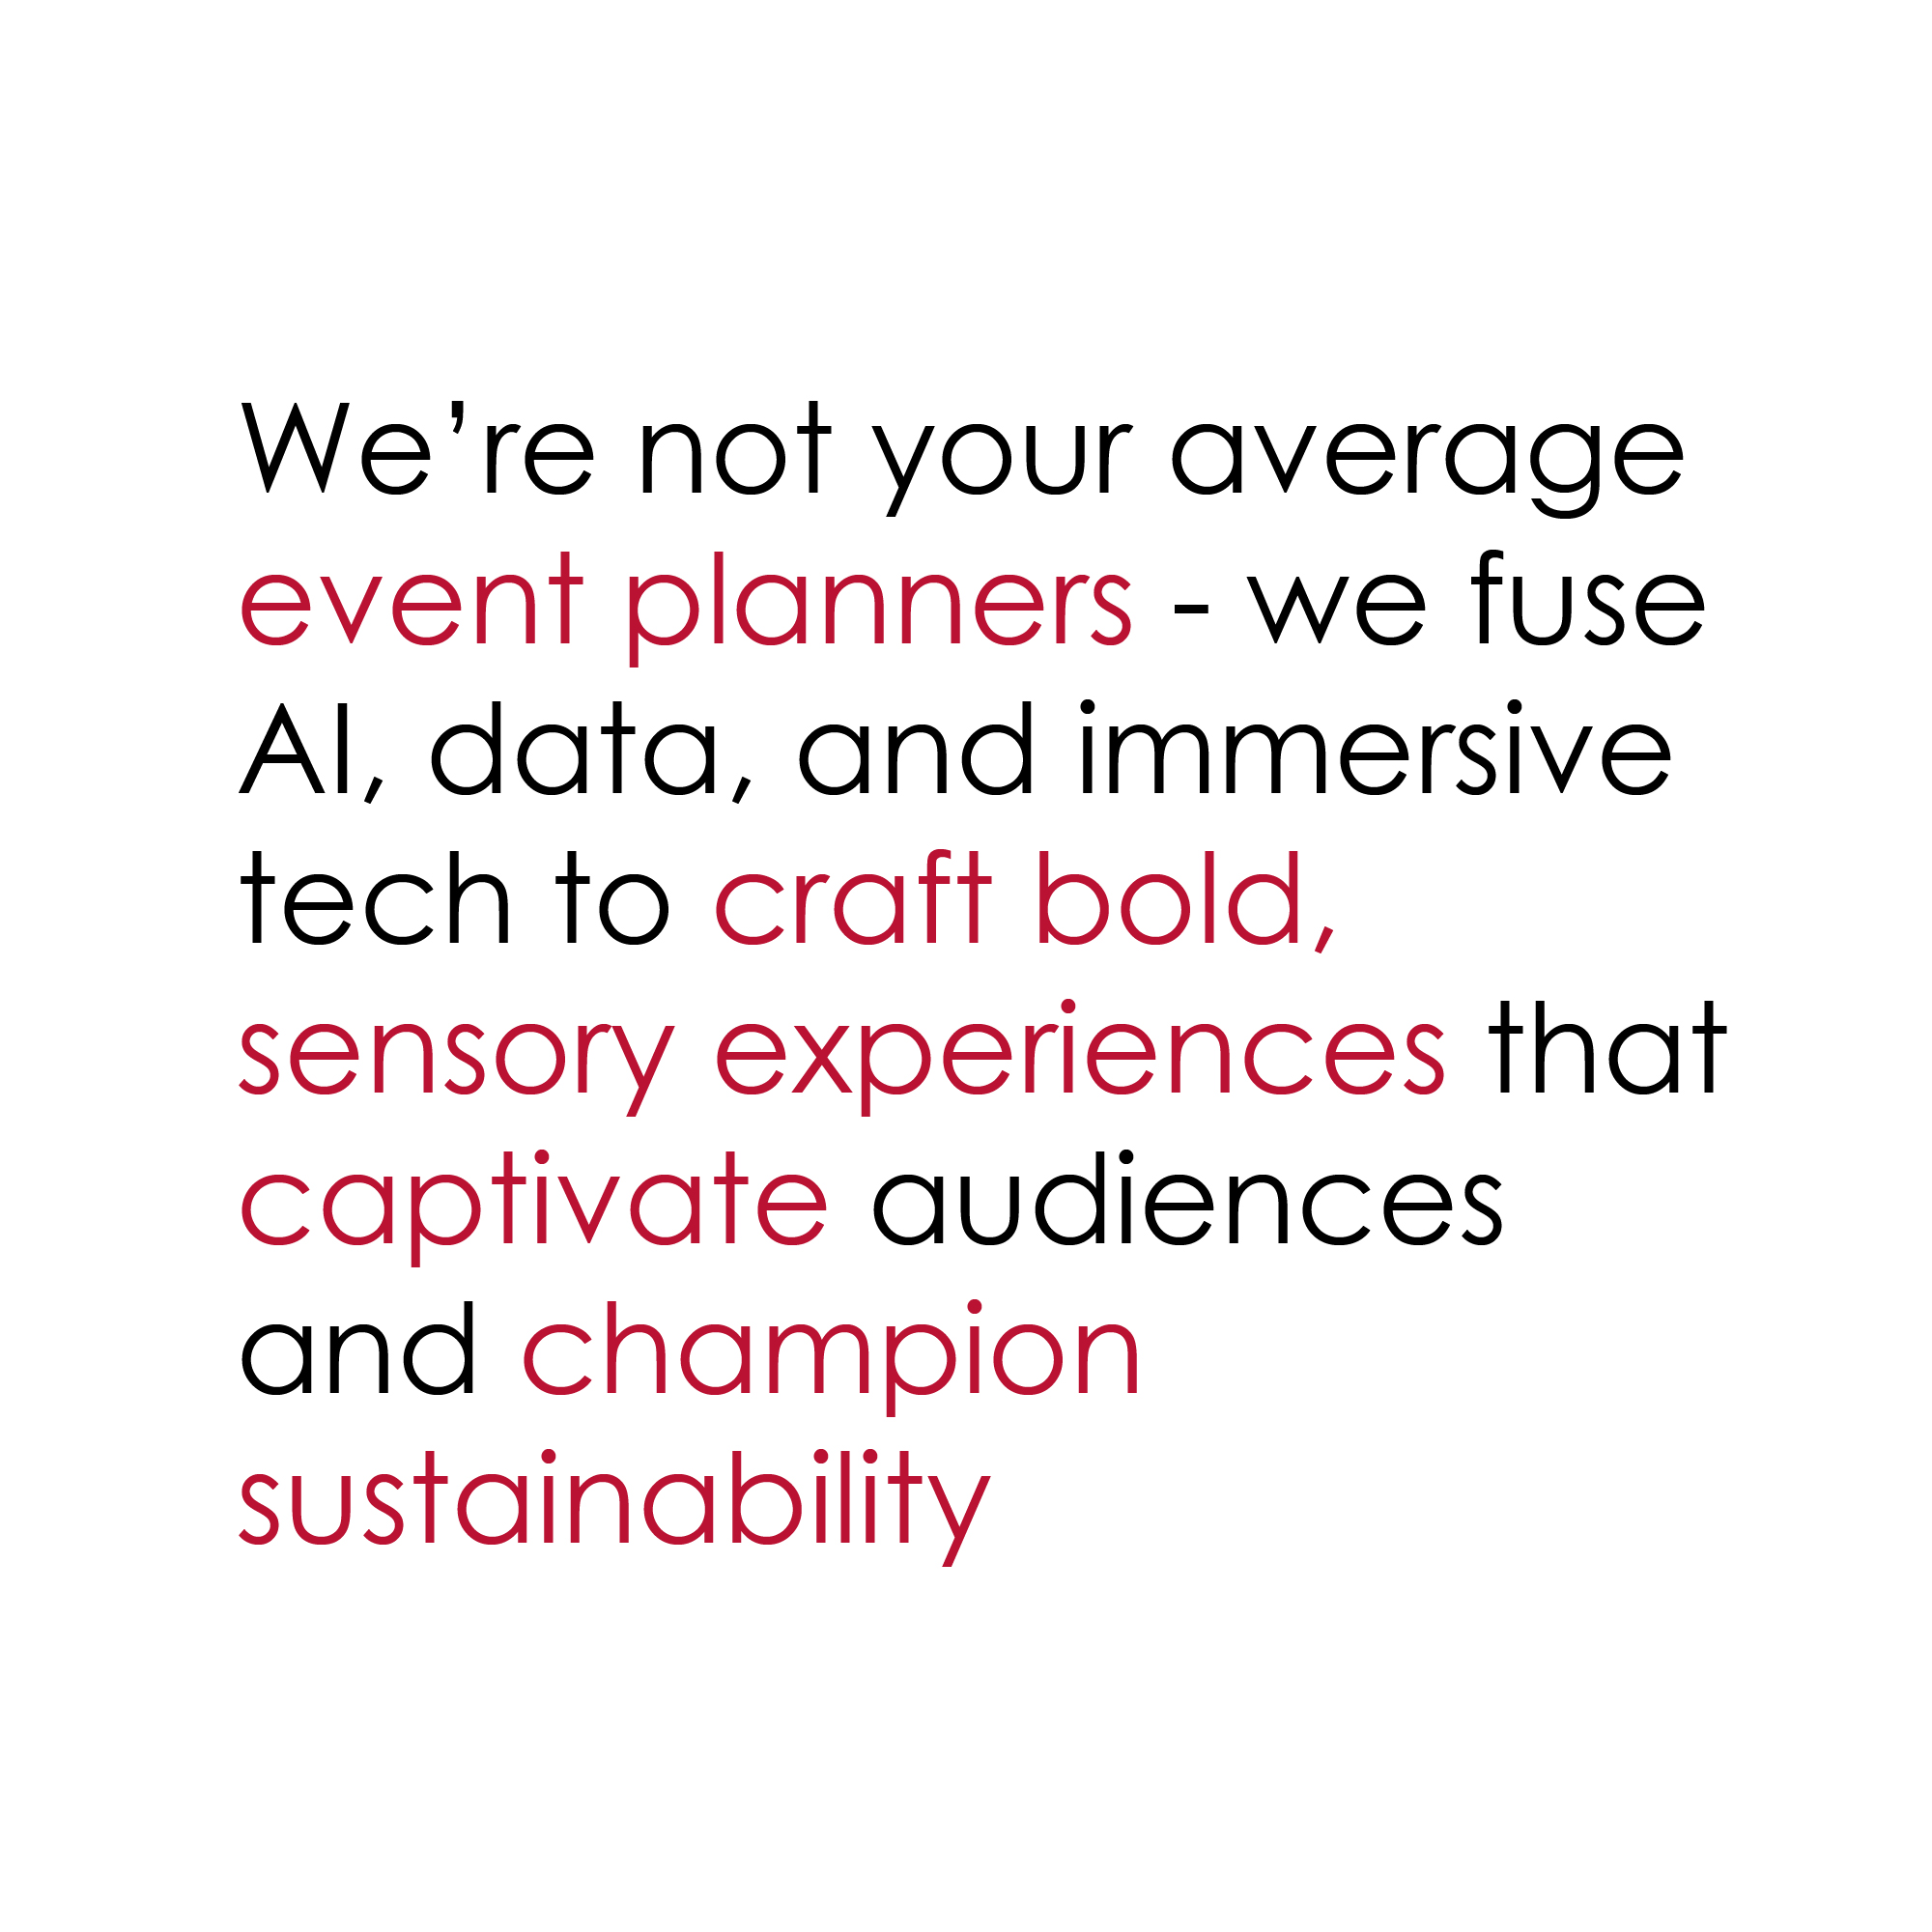 We’re not your average
event planners - we fuse
AI, data, and immersive
tech to craft bold,
sensory experiences that
captivate audiences
and champion
sustainability